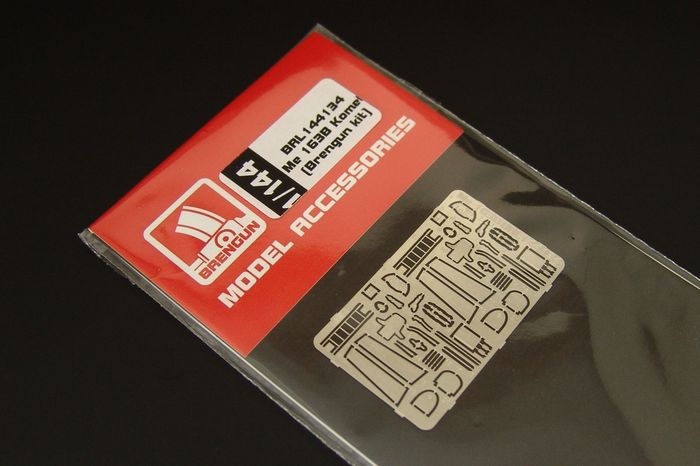 BRL144134
Me 163B Komet
(Brengun kit)
1/144
BRENGUN
MODEL ACCESSORIES